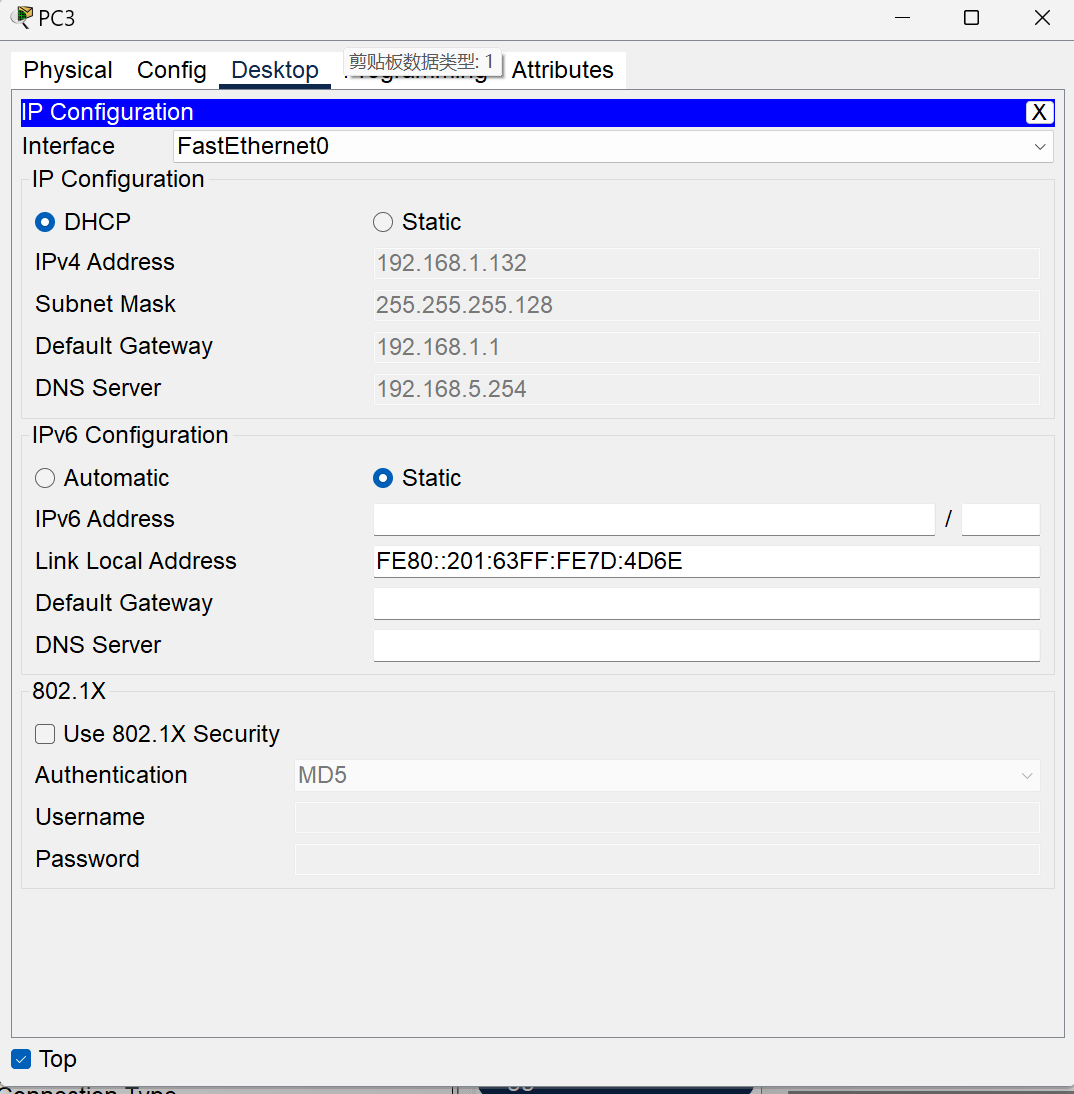 PC3
剪贴板数据类型: 1
Physical Config Desktop Programming Attributes
IP Configuration X
Interface FastEthernet0
IP Configuration
DHCP Static
IPv4 Address 192.168.1.132
Subnet Mask 255.255.255.128
Default Gateway 192.168.1.1
DNS Server 192.168.5.254
IPv6 Configuration
Automatic Static
IPv6 Address /
Link Local Address FE80::201:63FF:FE7D:4D6E
Default Gateway
DNS Server
802.1X
Use 802.1X Security
Authentication MD5
Username
Password
Top
Connection Type